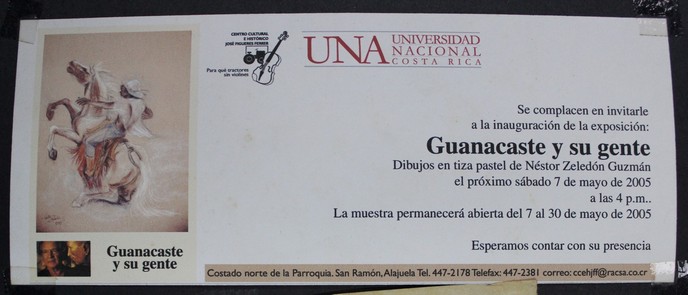 CENTRO CULTURAL
E HISTÓRICO
JOSÉ FIGUERES FERRER
Para qué tractores
sin violines
UNA UNIVERSIDAD
NACIONAL
COSTA RICA
Se complacen en invitarle
a la inauguración de la exposición:
Guanacaste y su gente
Dibujos en tiza pastel de Néstor Zeledón Guzmán
el próximo sábado 7 de mayo de 2005
a las 4 p.m..
La muestra permanecerá abierta del 7 al 30 de mayo de 2005
Esperamos contar con su presencia
Guanacaste
y su gente
Costado norte de la Parroquia. San Ramón, Alajuela Tel. 447-2178 Telefax: 447-2381 correo: ccehjff@racsa.co.cr